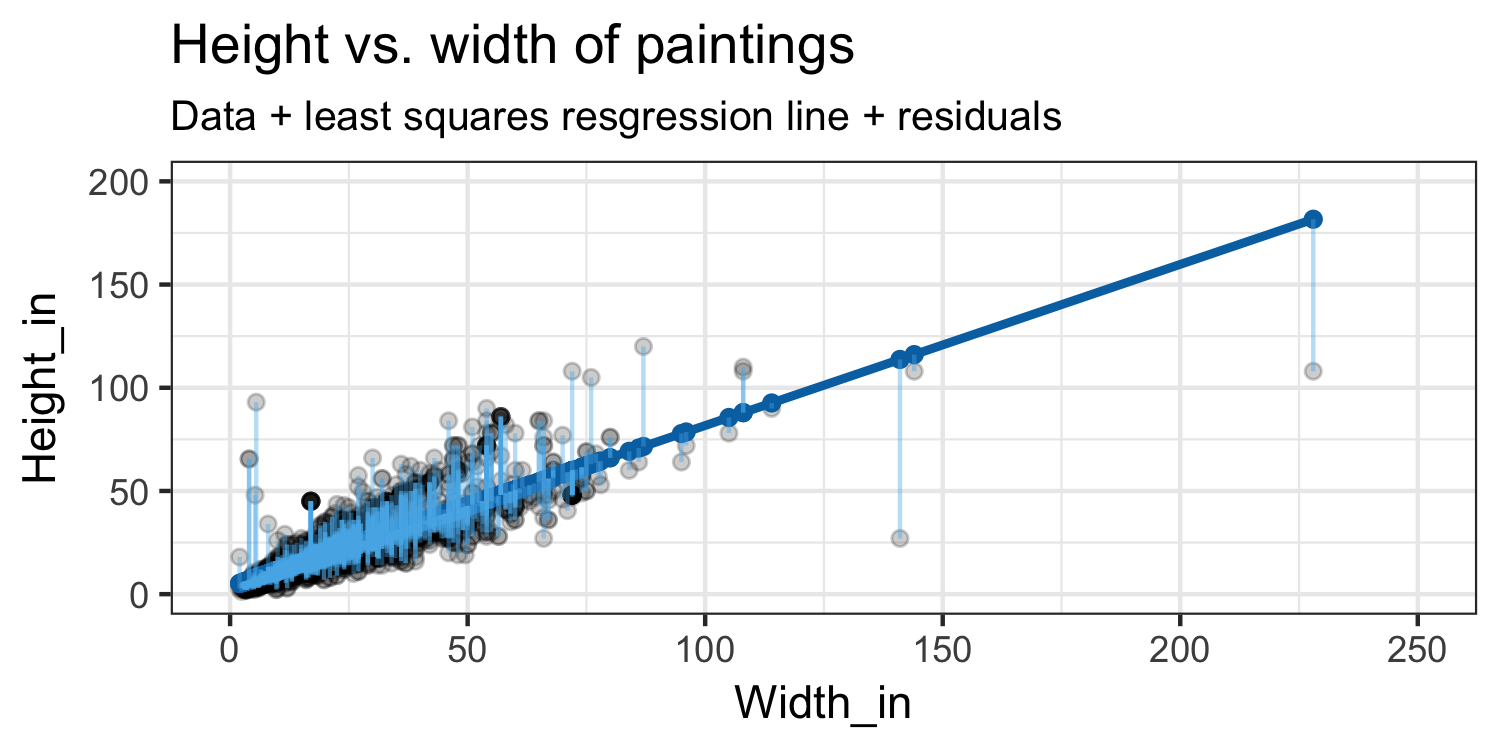 Height vs. width of paintings
Data + least squares resgression line + residuals
200
150
100
50
0
Height_in
0 50 100 150 200 250
Width_in